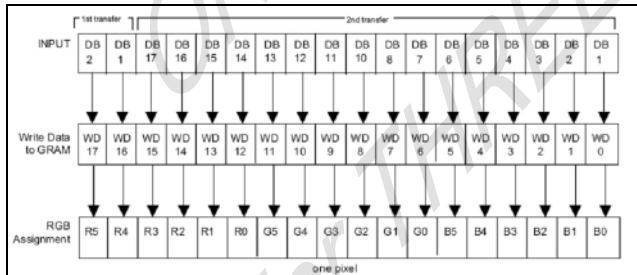 1st transfer 2nd transfer
INPUT DB 2 DB 1 DB 17 DB 16 DB 15 DB 14 DB 13 DB 12 DB 11 DB 10 DB 8 DB 7 DB 6 DB 5 DB 4 DB 3 DB 2 DB 1
Write Data to GRAM WD 17 WD 16 WD 15 WD 14 WD 13 WD 12 WD 11 WD 10 WD 9 WD 8 WD 7 WD 6 WD 5 WD 4 WD 3 WD 2 WD 1 WD 0
RGB Assignment R5 R4 R3 R2 R1 R0 G5 G4 G3 G2 G1 G0 B5 B4 B3 B2 B1 B0
one pixel
for THREE